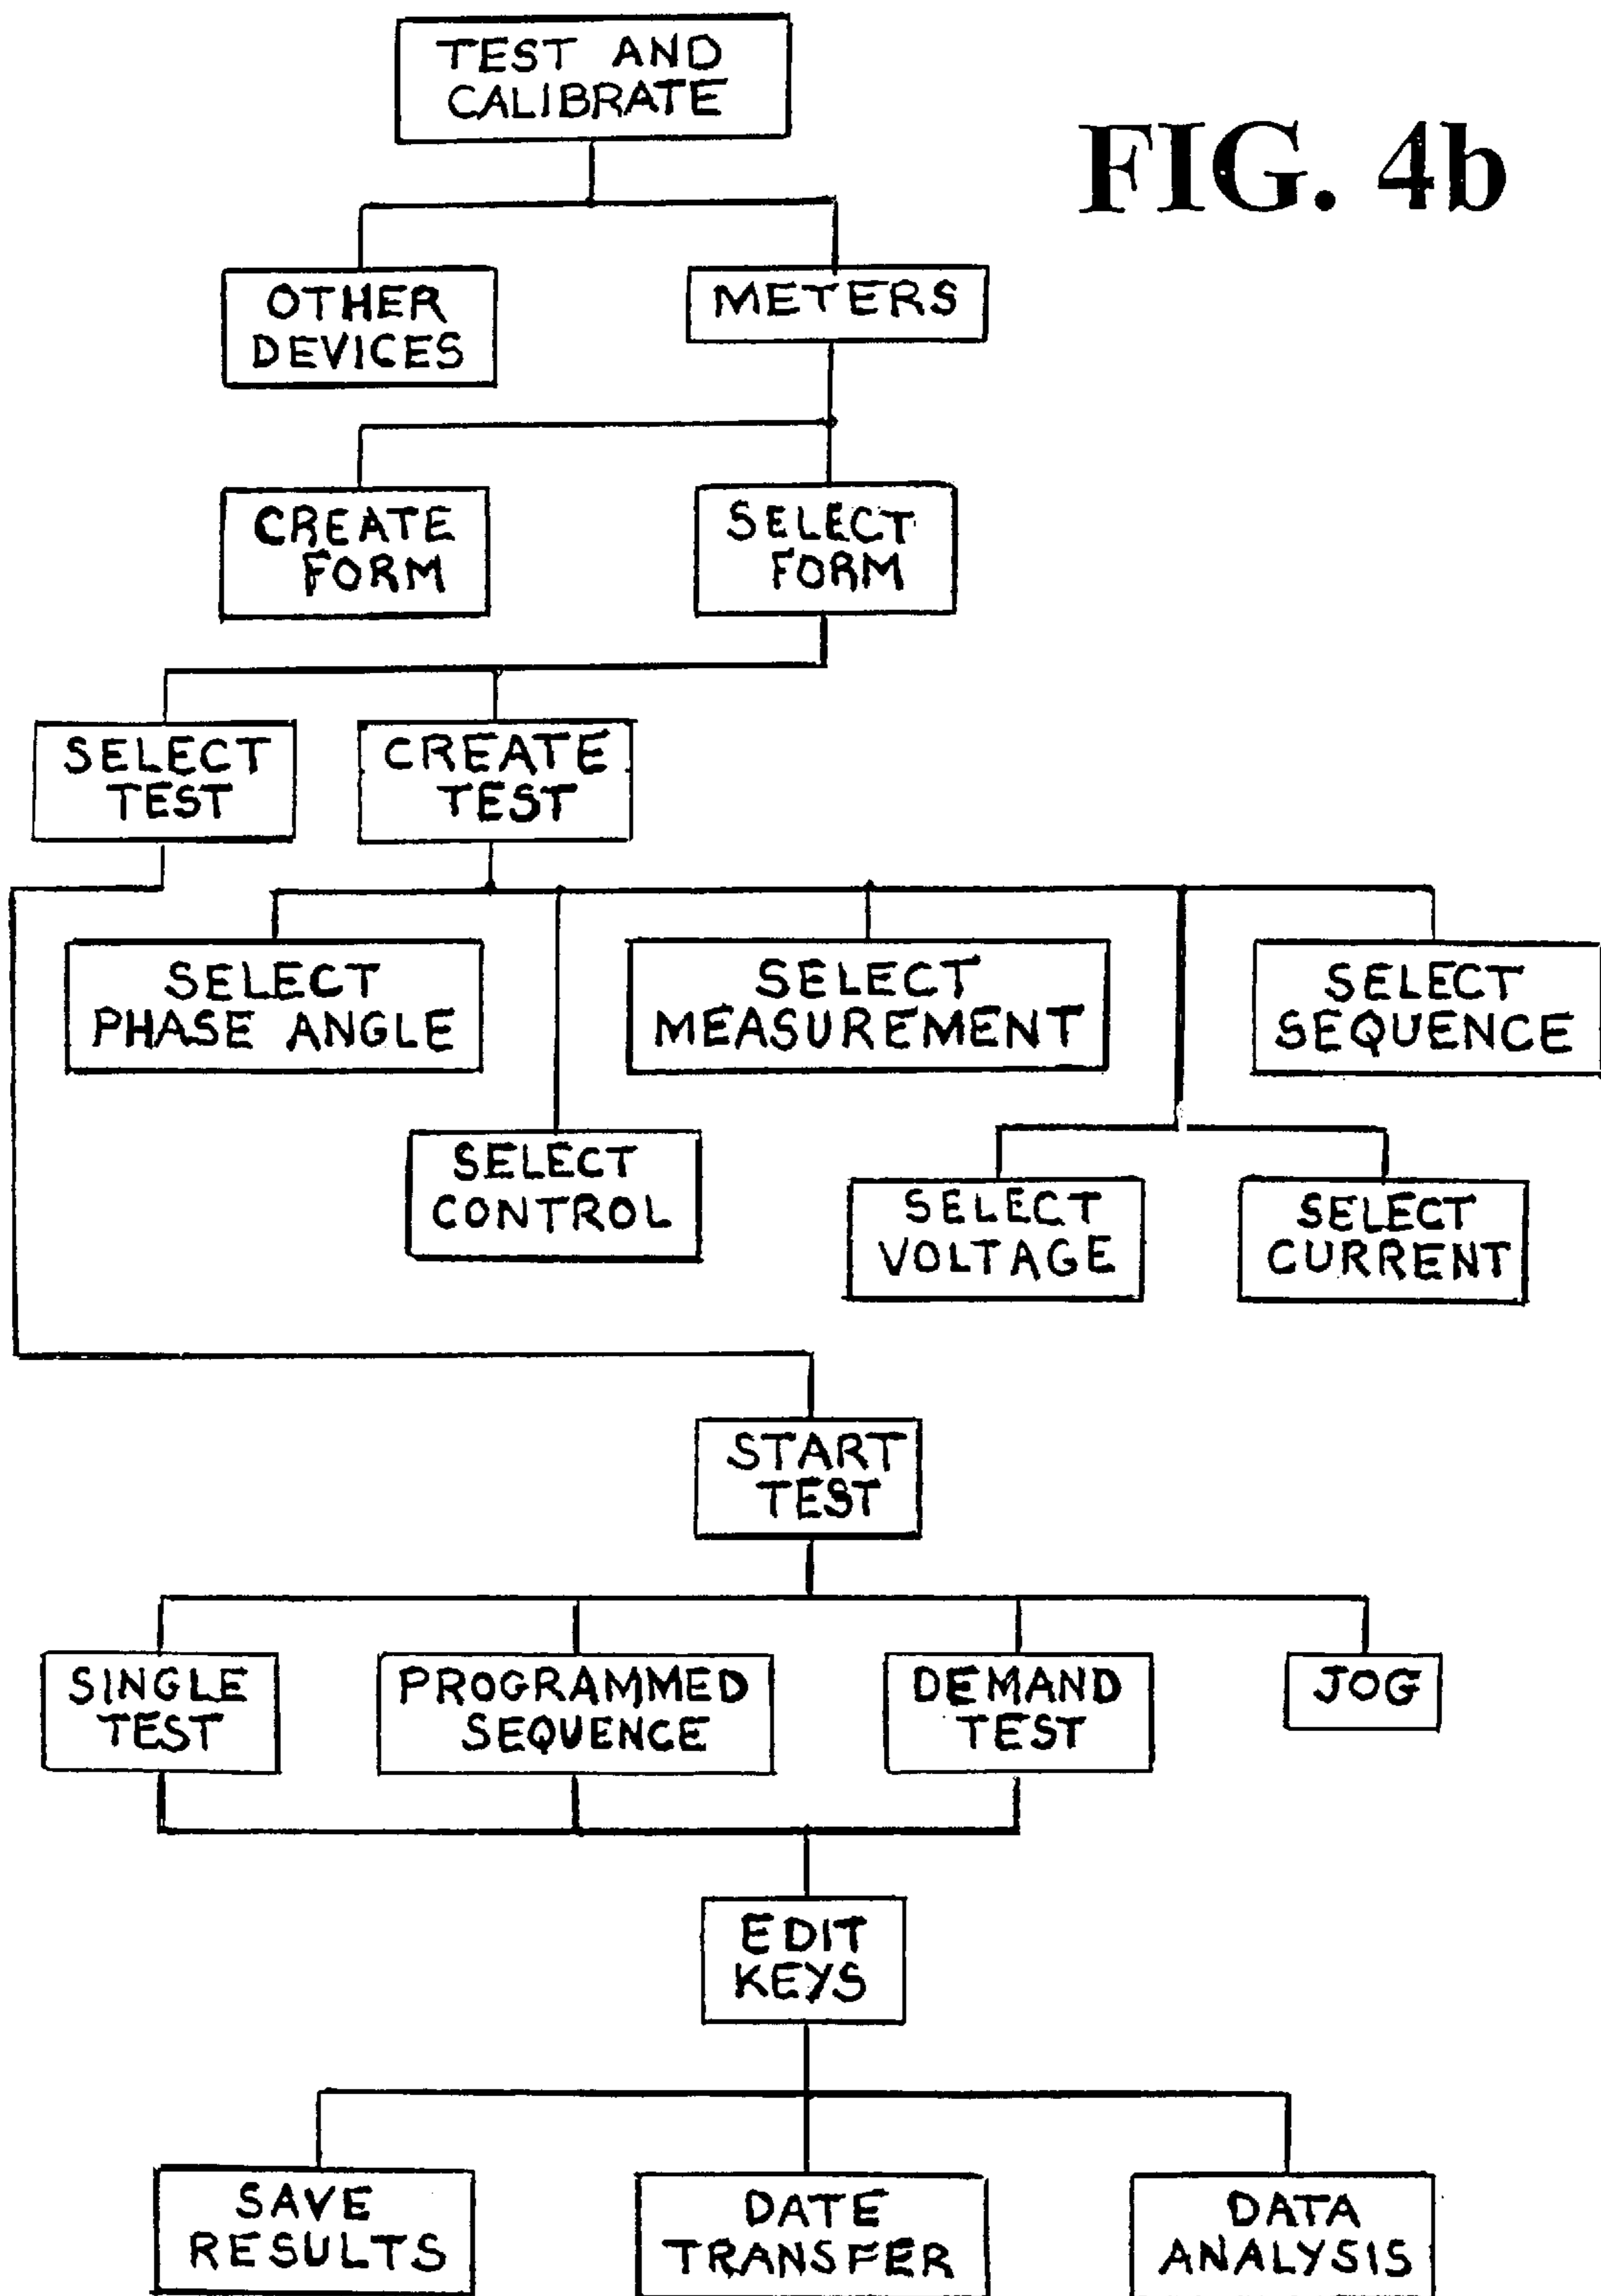 TEST AND
CALIBRATE
FIG. 4b
OTHER
DEVICES
METERS
CREATE
FORM
SELECT
FORM
SELECT
TEST
CREATE
TEST
SELECT
PHASE ANGLE
SELECT
MEASUREMENT
SELECT
SEQUENCE
SELECT
CONTROL
SELECT
VOLTAGE
SELECT
CURRENT
START
TEST
SINGLE
TEST
PROGRAMMED
SEQUENCE
DEMAND
TEST
JOG
EDIT
KEYS
SAVE
RESULTS
DATE
TRANSFER
DATA
ANALYSIS